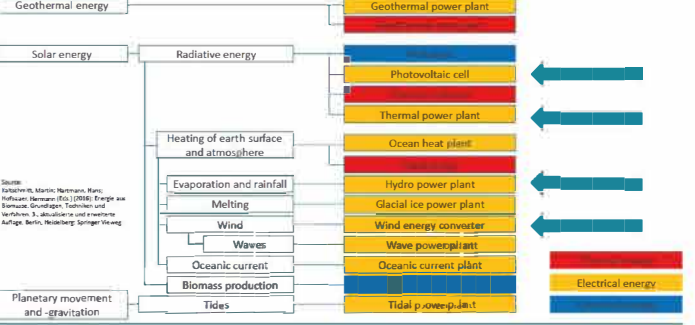 Geothermal energy
Geothermal power plant
Solar energy
Radiative energy
Photovoltaic cell
Thermal power plant
Heating of earth surface
and atmosphere
Ocean heat plant
Evaporation and rainfall
Hydro power plant
Melting
Glacial ice power plant
Wind
Wind energy converter
Waves
Wave power plant
Oceanic current
Oceanic current plant
Biomass production
Planetary movement
and -gravitation
Tides
Tidal power plant
Electrical energy
Source:
Kaltschmitt, Martin; Hartmann, Hans;
Hofbauer, Hermann (Eds.) (2016): Energie aus
Biomasse. Grundlagen, Techniken und
Verfahren. 3., aktualisierte und erweiterte
Auflage. Berlin, Heidelberg: Springer Vieweg